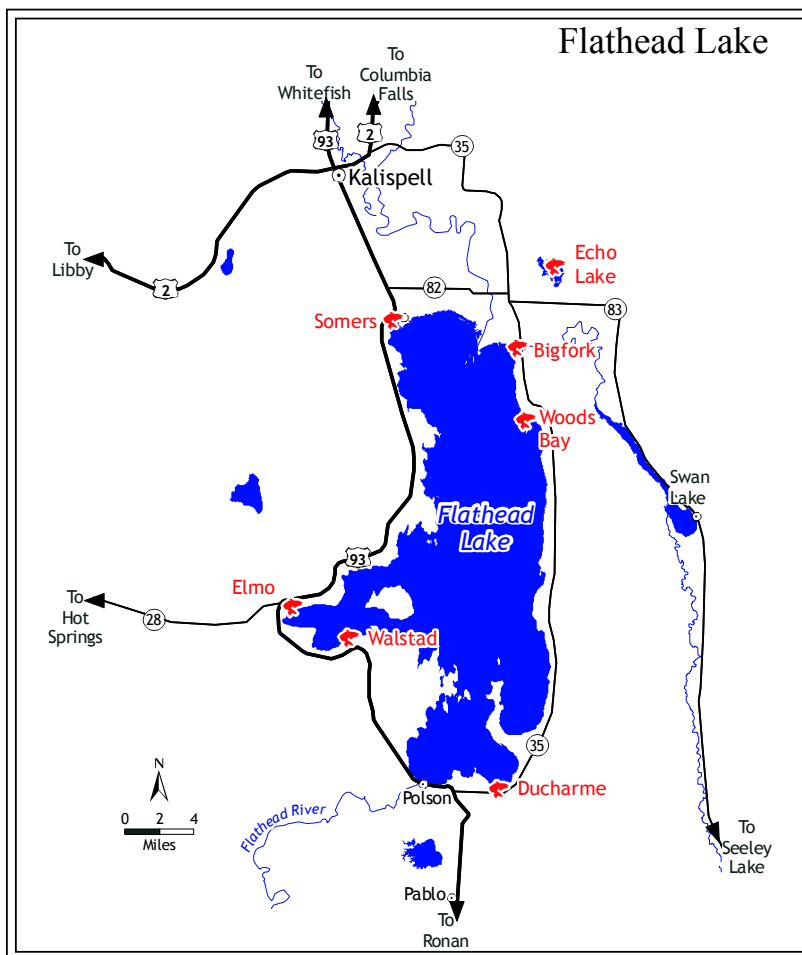 Flathead Lake
To
Whitefish
To
Columbia
Falls
93
2
35
Kalispell
To
Libby
2
Echo
Lake
82
83
Somers
Bigfork
Woods
Bay
Swan
Lake
Flathead
Lake
93
Elmo
To
Hot
Springs
28
Walstad
35
N
Polson
Ducharme
0 2 4
Miles
Flathead River
To
Seeley
Lake
Pablo
To
Ronan